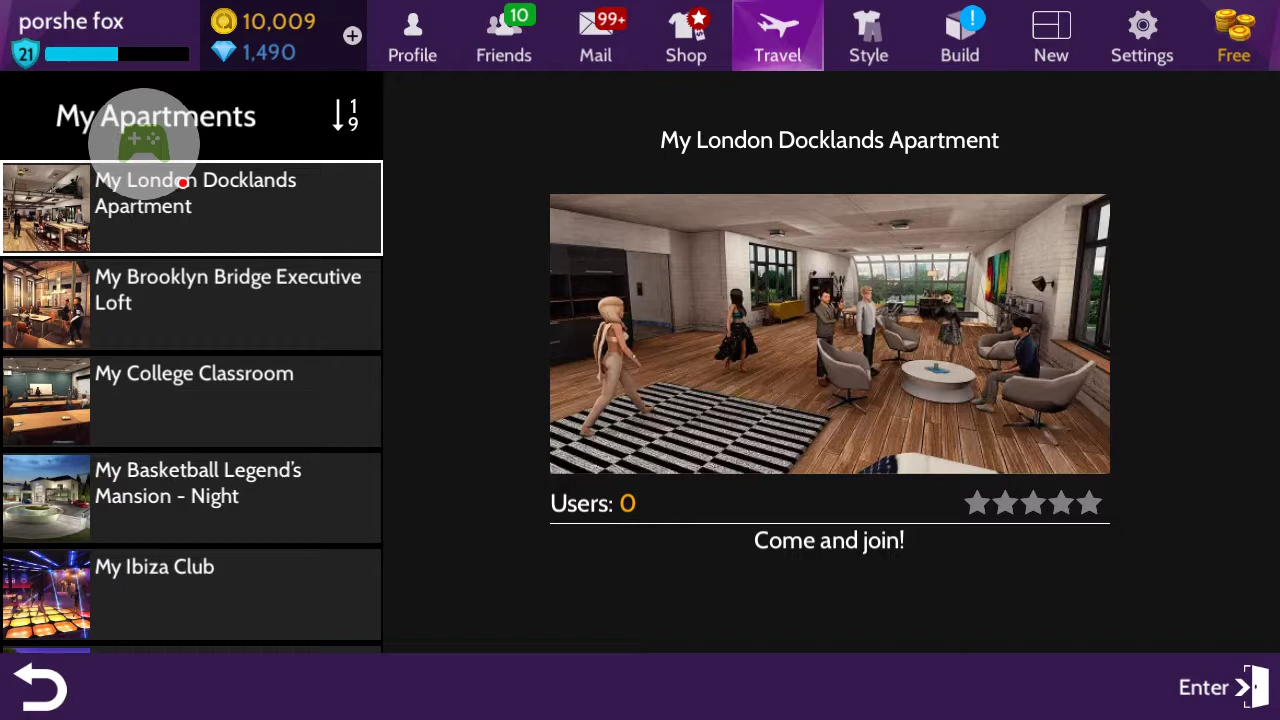 porshe fox
21
10,009
1,490
Profile
10
Friends
99+
Mail
Shop
Travel
Style
!
Build
New
Settings
Free
My Apartments
1
9
My London Docklands
Apartment
My Brooklyn Bridge Executive
Loft
My College Classroom
My Basketball Legend's
Mansion - Night
My Ibiza Club
My London Docklands Apartment
Users: 0
Come and join!
Enter